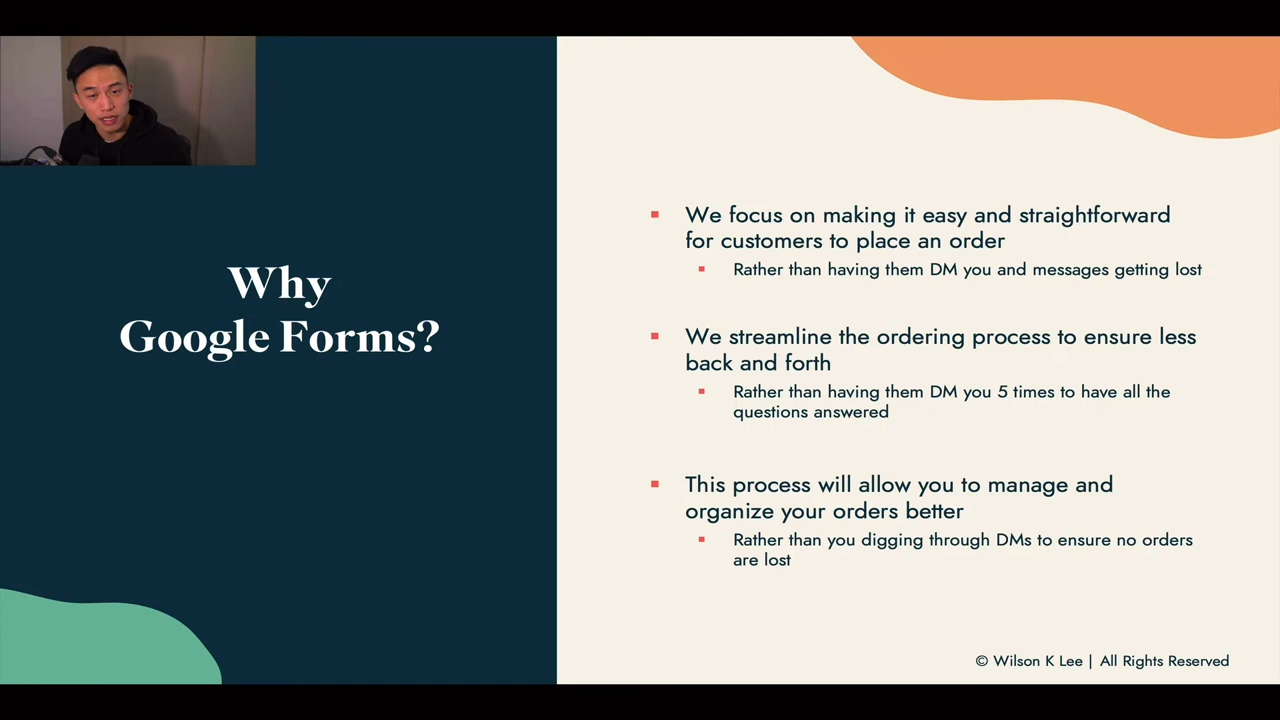 Why
Google Forms?
We focus on making it easy and straightforward
for customers to place an order
Rather than having them DM you and messages getting lost
We streamline the ordering process to ensure less
back and forth
Rather than having them DM you 5 times to have all the
questions answered
This process will allow you to manage and
organize your orders better
Rather than you digging through DMs to ensure no orders
are lost
© Wilson K Lee | All Rights Reserved